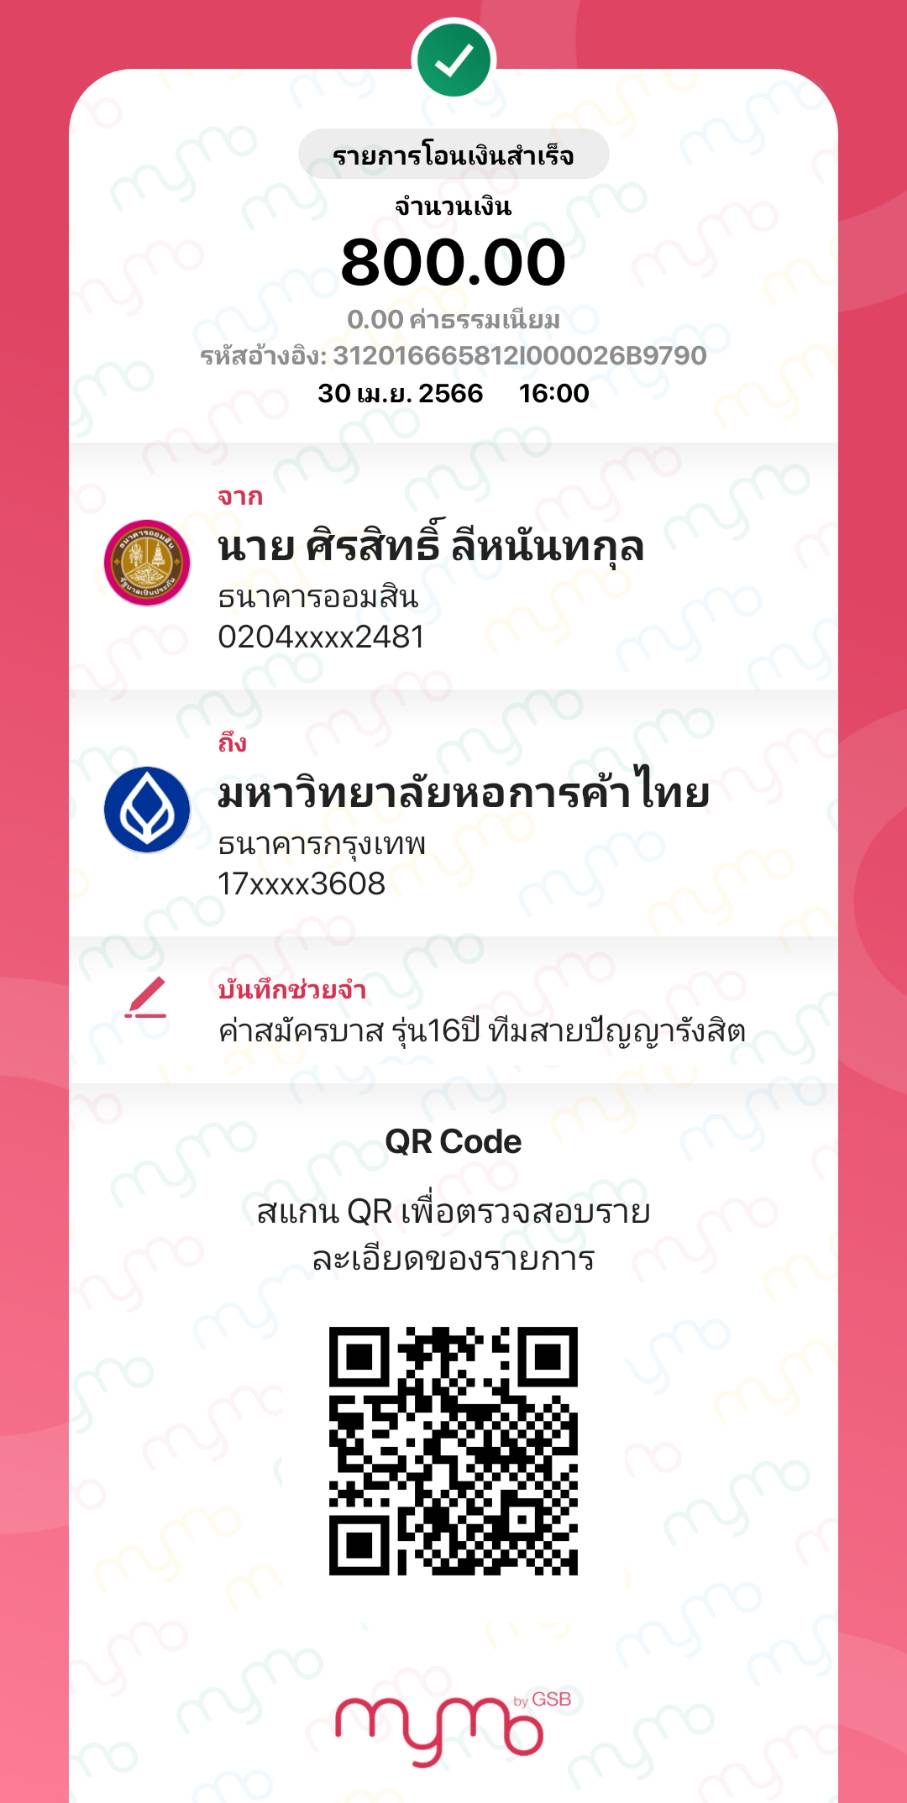 รายการโอนเงินสำเร็จ
จำนวนเงิน
800.00
0.00 ค่าธรรมเนียม
รหัสอ้างอิง: 312016665812I000026B9790
30 เม.ย. 2566 16:00
จาก
นาย ศิรสิทธิ์ ลีหนันทกุล
ธนาคารออมสิน
0204xxxx2481
ถึง
มหาวิทยาลัยหอการค้าไทย
ธนาคารกรุงเทพ
17xxxx3608
บันทึกช่วยจำ
ค่าสมัครบาส รุ่น16ปี ทีมสายปัญญารังสิต
QR Code
สแกน QR เพื่อตรวจสอบราย
ละเอียดของรายการ
mymo by GSB